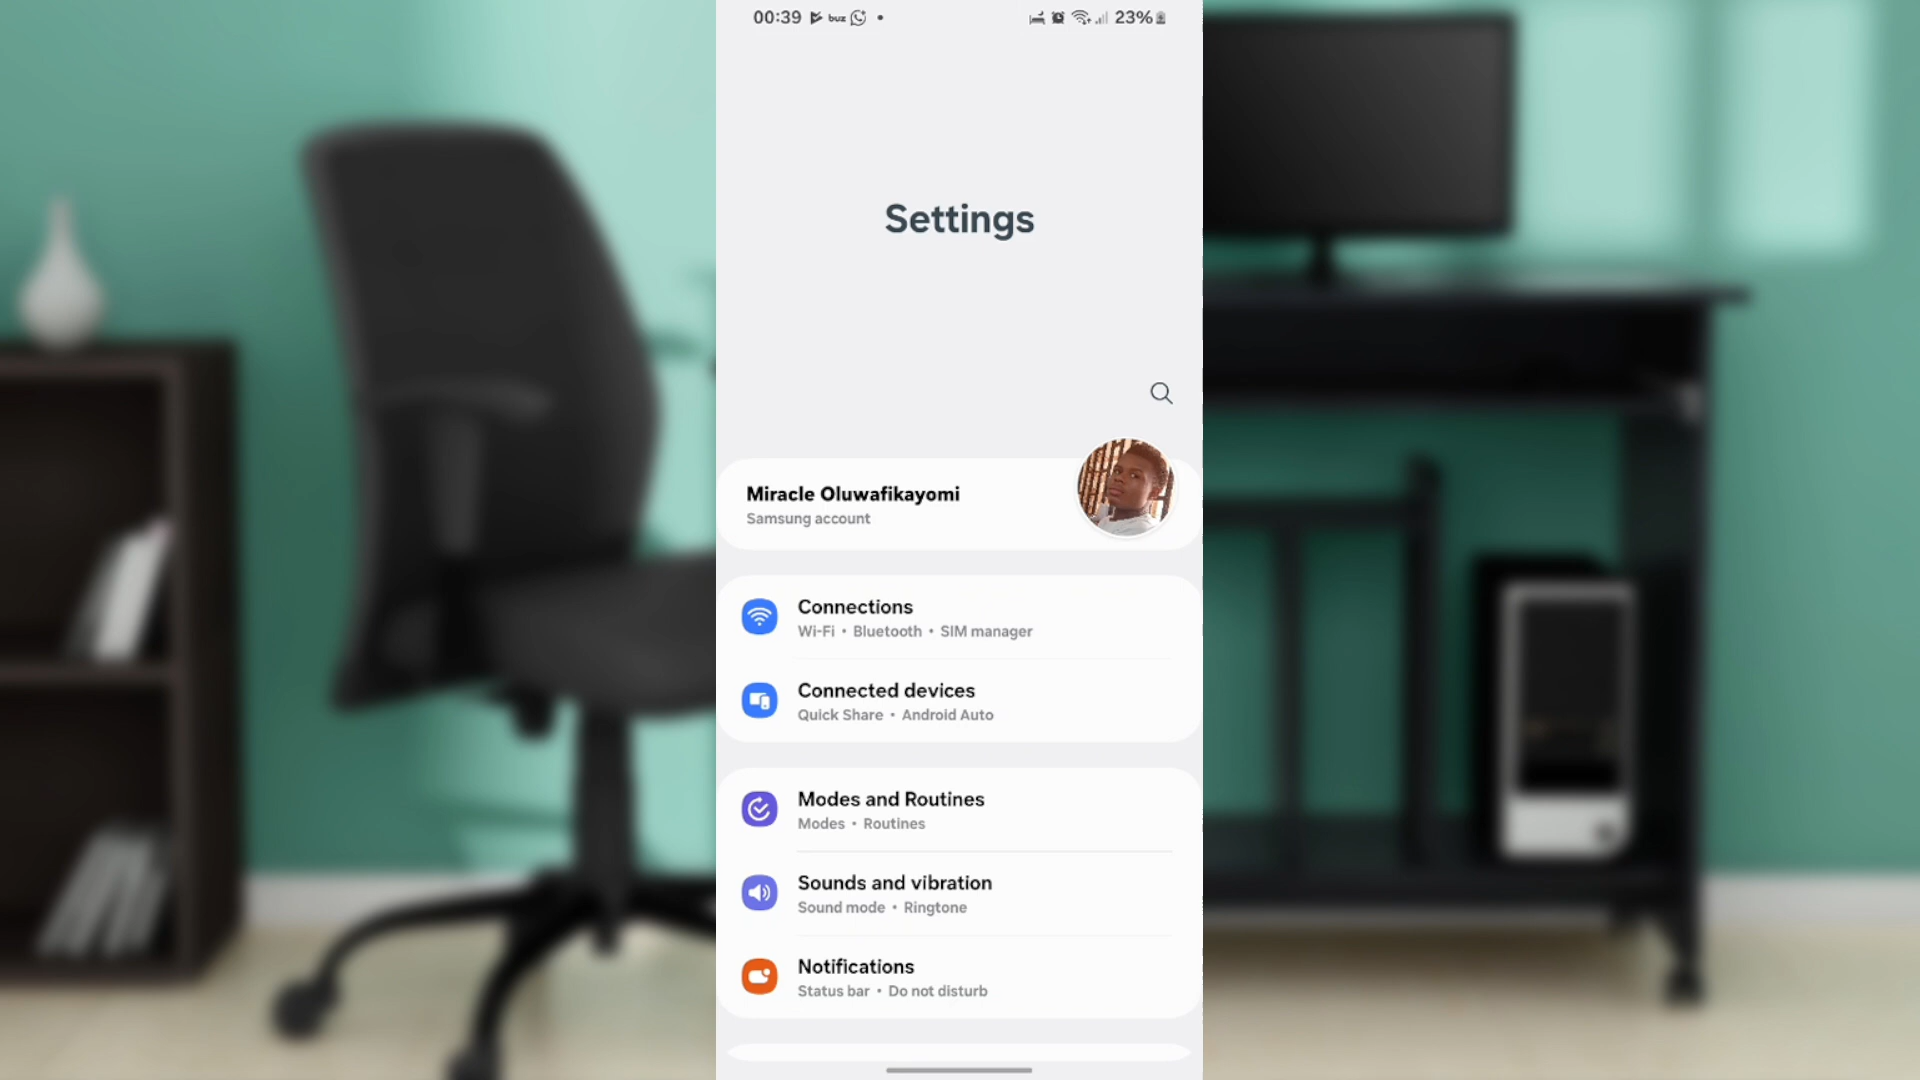 00:39 buz 23%
Settings
Miracle Oluwafikayomi
Samsung account
Connections
Wi-Fi • Bluetooth • SIM manager
Connected devices
Quick Share • Android Auto
Modes and Routines
Modes • Routines
Sounds and vibration
Sound mode • Ringtone
Notifications
Status bar • Do not disturb